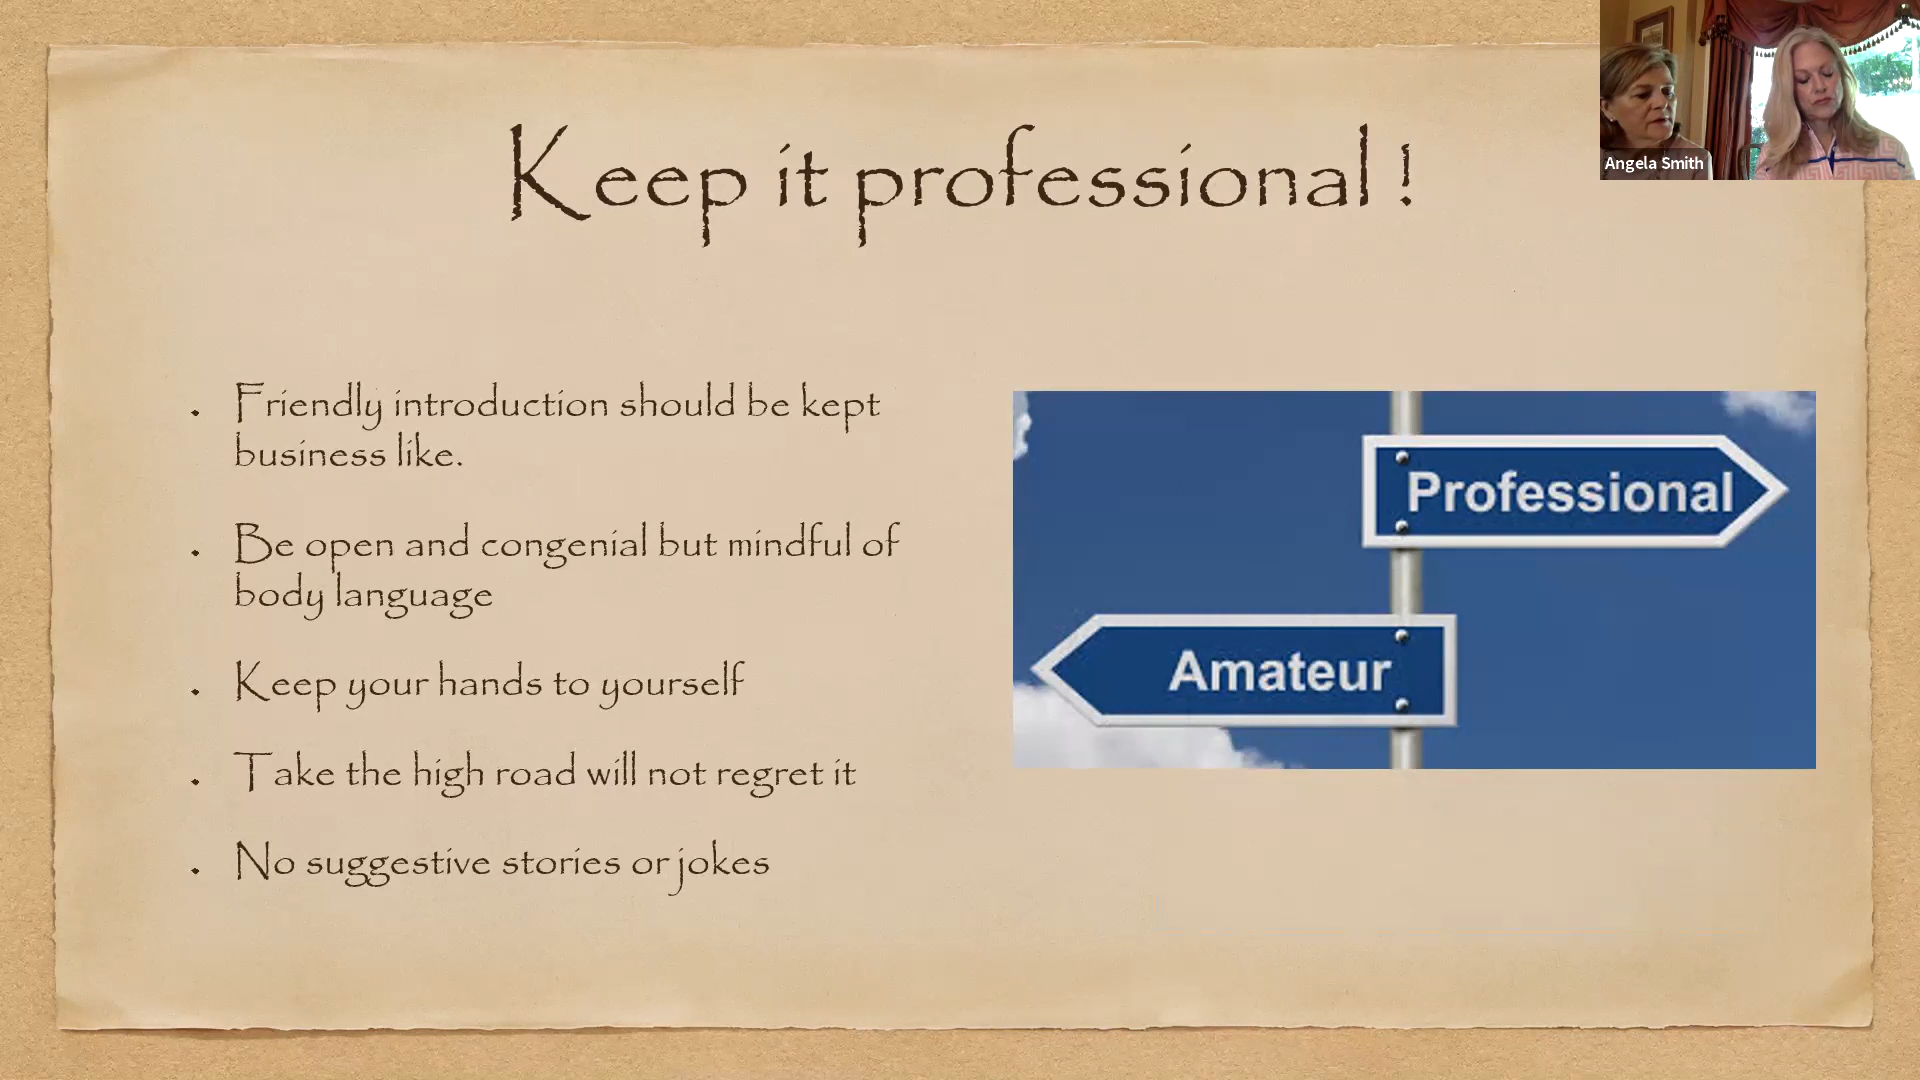 Keep it professional !
Angela Smith
. Friendly introduction should be kept
business like.
. Be open and congenial but mindful of
body language
. Keep your hands to yourself
. Take the high road will not regret it
. No suggestive stories or jokes
Professional
Amateur